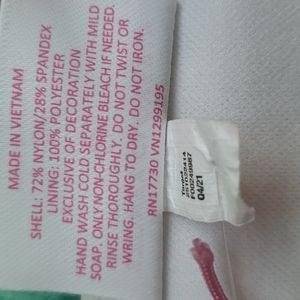 MADE IN VIETNAM
SHELL: 72% NYLON/28% SPANDEX
LINING: 100% POLYESTER
EXCLUSIVE OF DECORATION
HAND WASH COLD SEPARATELY WITH MILD
SOAP. ONLY NON-CHLORINE BLEACH IF NEEDED.
RINSE THOROUGHLY. DO NOT TWIST OR
WRING. HANG TO DRY. DO NOT IRON.
RN17730 VN1299195
F00249987
Q4/21